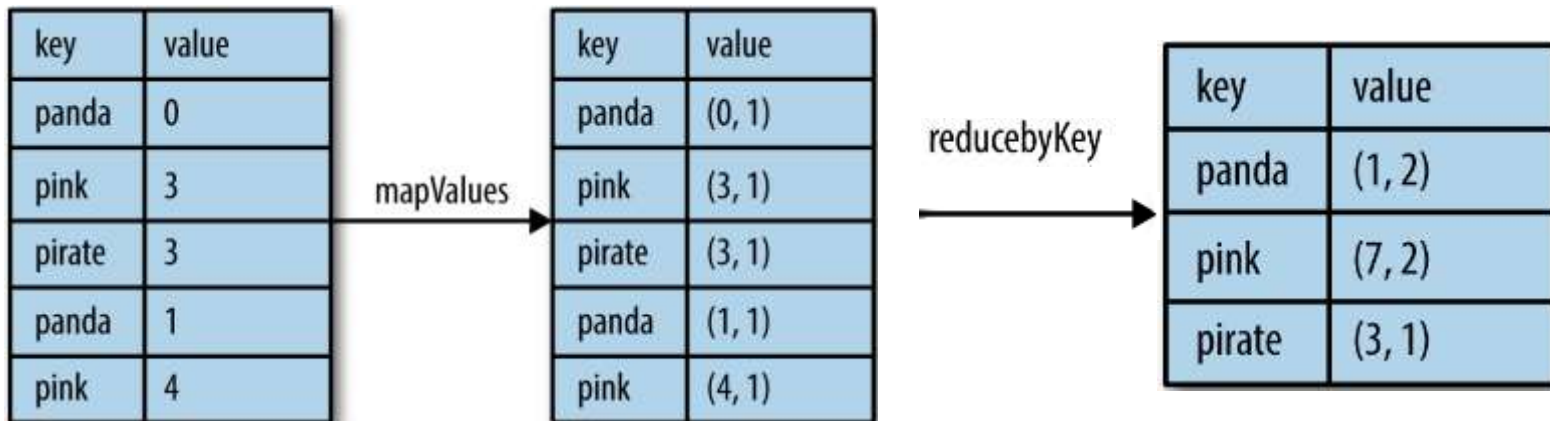 key value
panda 0
pink 3
pirate 3
panda 1
pink 4
mapValues
key value
panda (0, 1)
pink (3, 1)
pirate (3, 1)
panda (1, 1)
pink (4, 1)
reducebyKey
key value
panda (1, 2)
pink (7, 2)
pirate (3, 1)